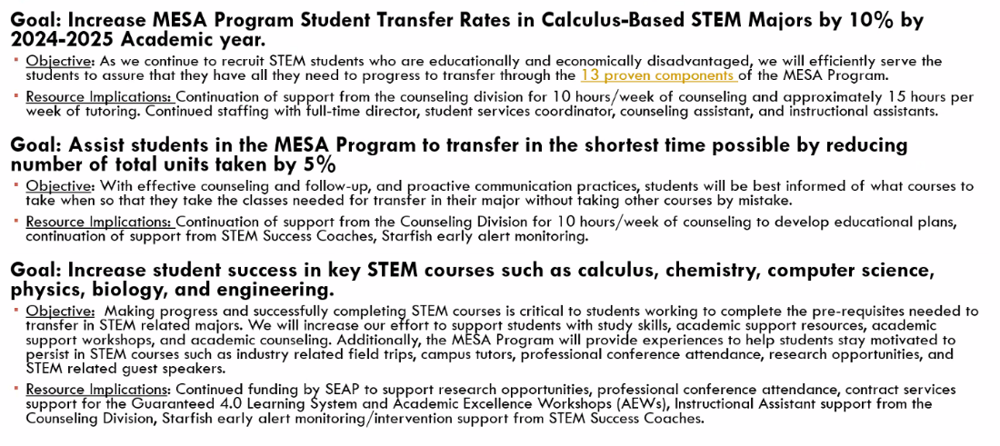 Goal: Increase MESA Program Student Transfer Rates in Calculus-Based STEM Majors by 10% by
2024-2025 Academic year.
Objective: As we continue to recruit STEM students who are educationally and economically disadvantaged, we will efficiently serve the
students to assure that they have all they need to progress to transfer through the 13 proven components of the MESA Program.
Resource Implications: Continuation of support from the counseling division for 10 hours/week of counseling and approximately 15 hours per
week of tutoring. Continued staffing with full-time director, student services coordinator, counseling assistant, and instructional assistants.
Goal: Assist students in the MESA Program to transfer in the shortest time possible by reducing
number of total units taken by 5%
Objective: With effective counseling and follow-up, and proactive communication practices, students will be best informed of what courses to
take when so that they take the classes needed for transfer in their major without taking other courses by mistake.
Resource Implications: Continuation of support from the Counseling Division for 10 hours/week of counseling to develop educational plans,
continuation of support from STEM Success Coaches, Starfish early alert monitoring.
Goal: Increase student success in key STEM courses such as calculus, chemistry, computer science,
physics, biology, and engineering.
Objective: Making progress and successfully completing STEM courses is critical to students working to complete the pre-requisites needed to
transfer in STEM related majors. We will increase our effort to support students with study skills, academic support resources, academic
support workshops, and academic counseling. Additionally, the MESA Program will provide experiences to help students stay motivated to
persist in STEM courses such as industry related field trips, campus tutors, professional conference attendance, research opportunities, and
STEM related guest speakers.
Resource Implications: Continued funding by SEAP to support research opportunities, professional conference attendance, contract services
support for the Guaranteed 4.0 Learning System and Academic Excellence Workshops (AEWs), Instructional Assistant support from the
Counseling Division, Starfish early alert monitoring/intervention support from STEM Success Coaches.